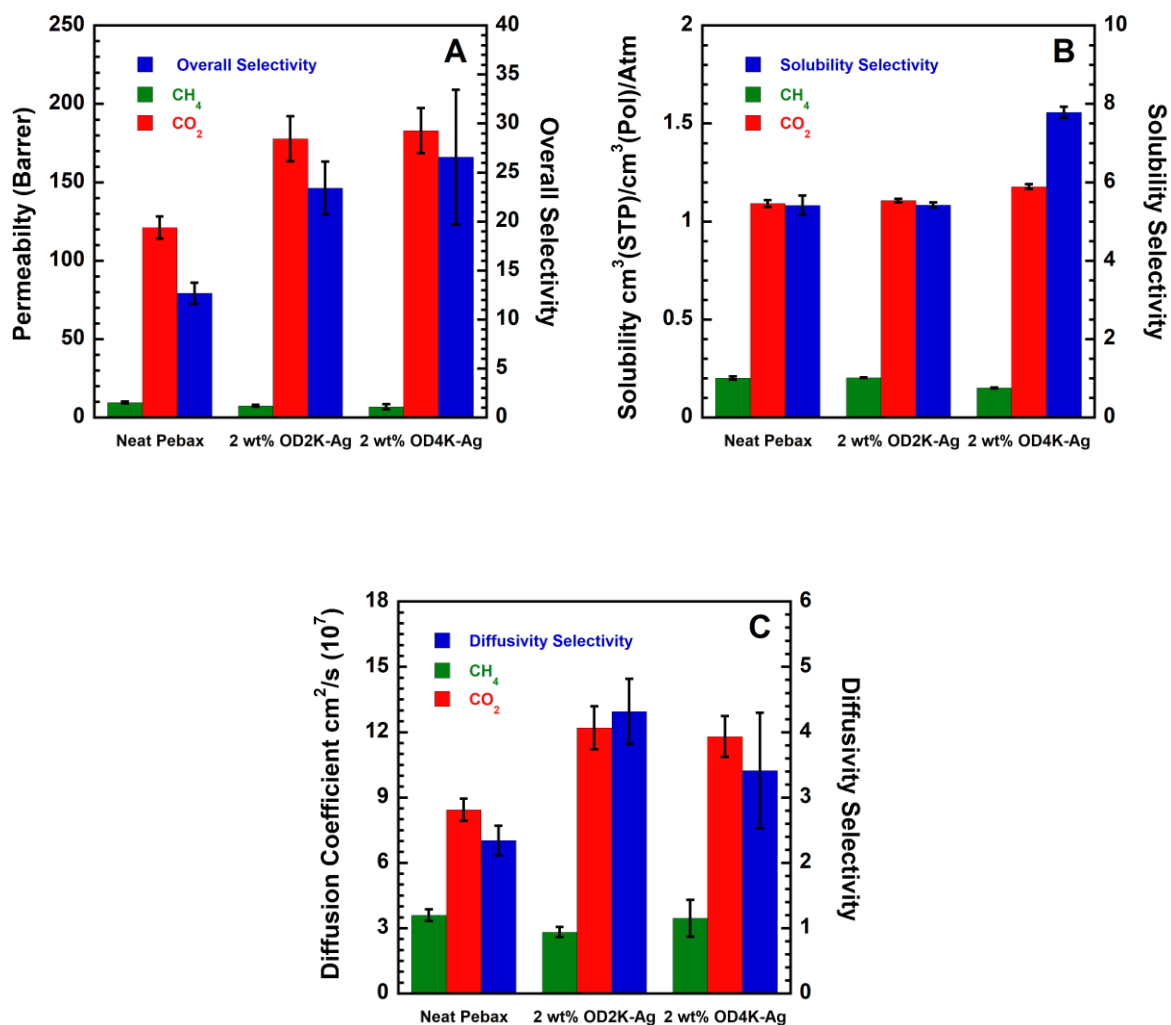 A
Permeabilty (Barrer)
250
200
150
100
50
0
Overall Selectivity
CH4
CO2
40
35
30
25
20
15
10
5
0
Overall Selectivity
Neat Pebax 2 wt% OD2K-Ag 2 wt% OD4K-Ag
B
Solubility cm3(STP)/cm3(Pol)/Atm
2
1.5
1
0.5
0
Solubility Selectivity
CH4
CO2
10
8
6
4
2
0
Solubility Selectivity
Neat Pebax 2 wt% OD2K-Ag 2 wt% OD4K-Ag
C
Diffusion Coefficient cm2/s (107)
18
15
12
9
6
3
0
Diffusivity Selectivity
CH4
CO2
6
5
4
3
2
1
0
Diffusivity Selectivity
Neat Pebax 2 wt% OD2K-Ag 2 wt% OD4K-Ag